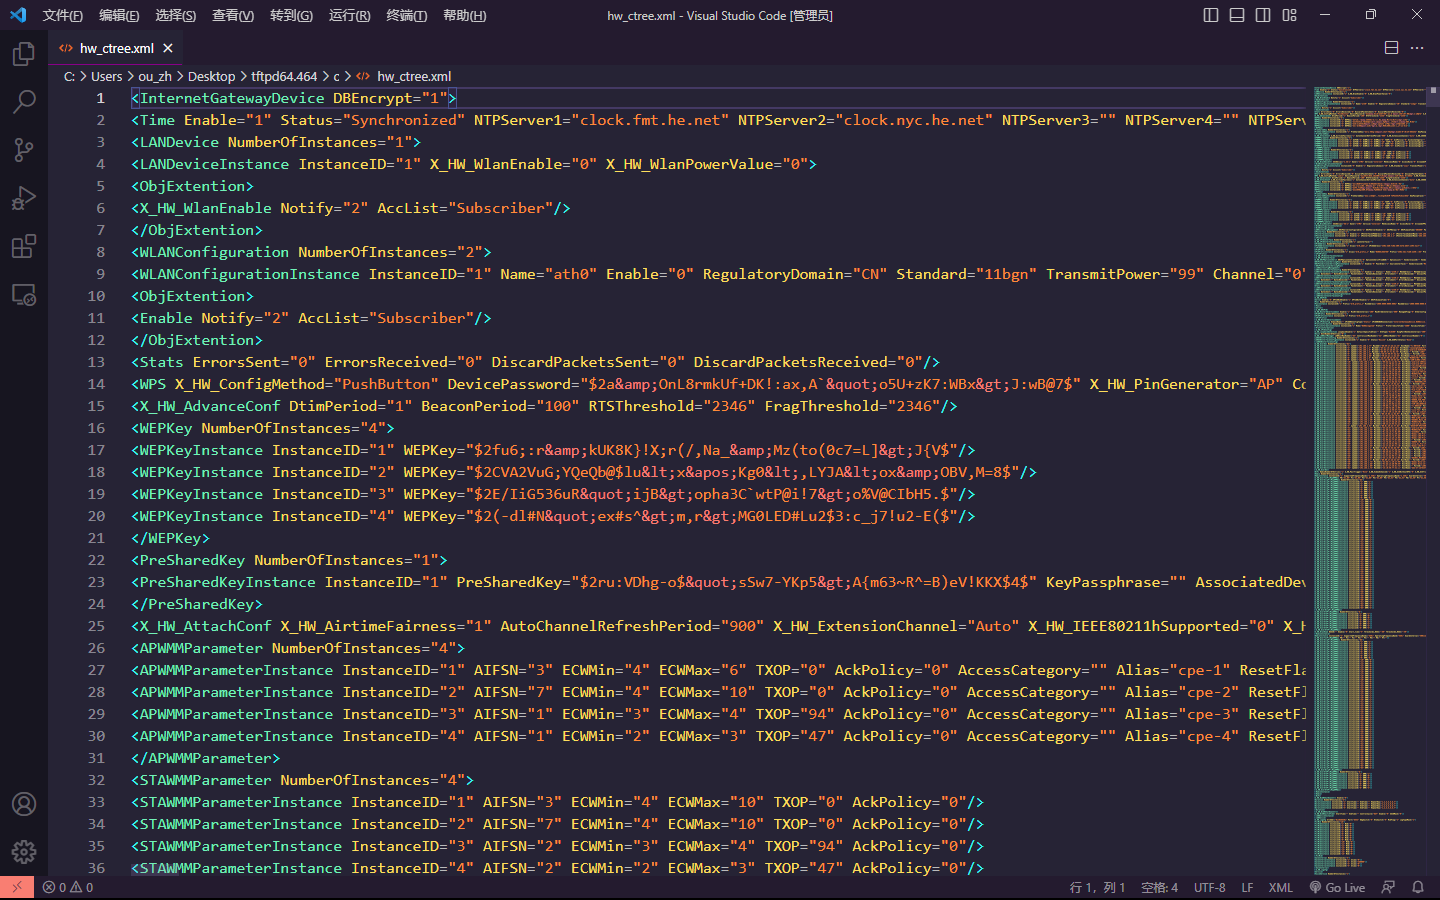 文件(F) 编辑(E) 选择(S) 查看(V) 转到(G) 运行(R) 终端(T) 帮助(H) hw_ctree.xml - Visual Studio Code [管理员]
hw_ctree.xml
C: > Users > ou_zh > Desktop > tftpd64.464 > c > hw_ctree.xml
1 <InternetGatewayDevice DBEncrypt="1">
2 <Time Enable="1" Status="Synchronized" NTPServer1="clock.fmt.he.net" NTPServer2="clock.nyc.he.net" NTPServer3="" NTPServer4="" NTPServ
3 <LANDevice NumberOfInstances="1">
4 <LANDeviceInstance InstanceID="1" X_HW_WlanEnable="0" X_HW_WlanPowerValue="0">
5 <ObjExtention>
6 <X_HW_WlanEnable Notify="2" AccList="Subscriber"/>
7 </ObjExtention>
8 <WLANConfiguration NumberOfInstances="2">
9 <WLANConfigurationInstance InstanceID="1" Name="ath0" Enable="0" RegulatoryDomain="CN" Standard="11bgn" TransmitPower="99" Channel="0"
10 <ObjExtention>
11 <Enable Notify="2" AccList="Subscriber"/>
12 </ObjExtention>
13 <Stats ErrorsSent="0" ErrorsReceived="0" DiscardPacketsSent="0" DiscardPacketsReceived="0"/>
14 <WPS X_HW_ConfigMethod="PushButton" DevicePassword="$2a&amp;OnL8rmkUf+DK!:ax,A`&quot;o5U+zK7:WBx&gt;J:wB@7$" X_HW_PinGenerator="AP" Co
15 <X_HW_AdvanceConf DtimPeriod="1" BeaconPeriod="100" RTSThreshold="2346" FragThreshold="2346"/>
16 <WEPKey NumberOfInstances="4">
17 <WEPKeyInstance InstanceID="1" WEPKey="$2fu6;:r&amp;kUK8K}!X;r(/,Na_&amp;Mz(to(0c7=L]&gt;J{V$"/>
18 <WEPKeyInstance InstanceID="2" WEPKey="$2CVA2VuG;YQeQb@$lu&lt;x&apos;Kg0&lt;,LYJA&lt;ox&amp;OBV,M=8$"/>
19 <WEPKeyInstance InstanceID="3" WEPKey="$2E/IiG536uR&quot;ijB&gt;opha3C`wtP@i!7&gt;o%V@CIbH5.$"/>
20 <WEPKeyInstance InstanceID="4" WEPKey="$2(-dl#N&quot;ex#s^&gt;m,r&gt;MG0LED#Lu2$3:c_j7!u2-E($"/>
21 </WEPKey>
22 <PreSharedKey NumberOfInstances="1">
23 <PreSharedKeyInstance InstanceID="1" PreSharedKey="$2ru:VDhg-o$&quot;sSw7-YKp5&gt;A{m63~R^=B)eV!KKX$4$" KeyPassphrase="" AssociatedDev
24 </PreSharedKey>
25 <X_HW_AttachConf X_HW_AirtimeFairness="1" AutoChannelRefreshPeriod="900" X_HW_ExtensionChannel="Auto" X_HW_IEEE80211hSupported="0" X_H
26 <APWMMParameter NumberOfInstances="4">
27 <APWMMParameterInstance InstanceID="1" AIFSN="3" ECWMin="4" ECWMax="6" TXOP="0" AckPolicy="0" AccessCategory="" Alias="cpe-1" ResetFla
28 <APWMMParameterInstance InstanceID="2" AIFSN="7" ECWMin="4" ECWMax="10" TXOP="0" AckPolicy="0" AccessCategory="" Alias="cpe-2" ResetFl
29 <APWMMParameterInstance InstanceID="3" AIFSN="1" ECWMin="3" ECWMax="4" TXOP="94" AckPolicy="0" AccessCategory="" Alias="cpe-3" ResetFl
30 <APWMMParameterInstance InstanceID="4" AIFSN="1" ECWMin="2" ECWMax="3" TXOP="47" AckPolicy="0" AccessCategory="" Alias="cpe-4" ResetFl
31 </APWMMParameter>
32 <STAWMMParameter NumberOfInstances="4">
33 <STAWMMParameterInstance InstanceID="1" AIFSN="3" ECWMin="4" ECWMax="10" TXOP="0" AckPolicy="0"/>
34 <STAWMMParameterInstance InstanceID="2" AIFSN="7" ECWMin="4" ECWMax="10" TXOP="0" AckPolicy="0"/>
35 <STAWMMParameterInstance InstanceID="3" AIFSN="2" ECWMin="3" ECWMax="4" TXOP="94" AckPolicy="0"/>
36 <STAWMMParameterInstance InstanceID="4" AIFSN="2" ECWMin="2" ECWMax="3" TXOP="47" AckPolicy="0"/>
0 0 行 1，列 1 空格: 4 UTF-8 LF XML Go Live